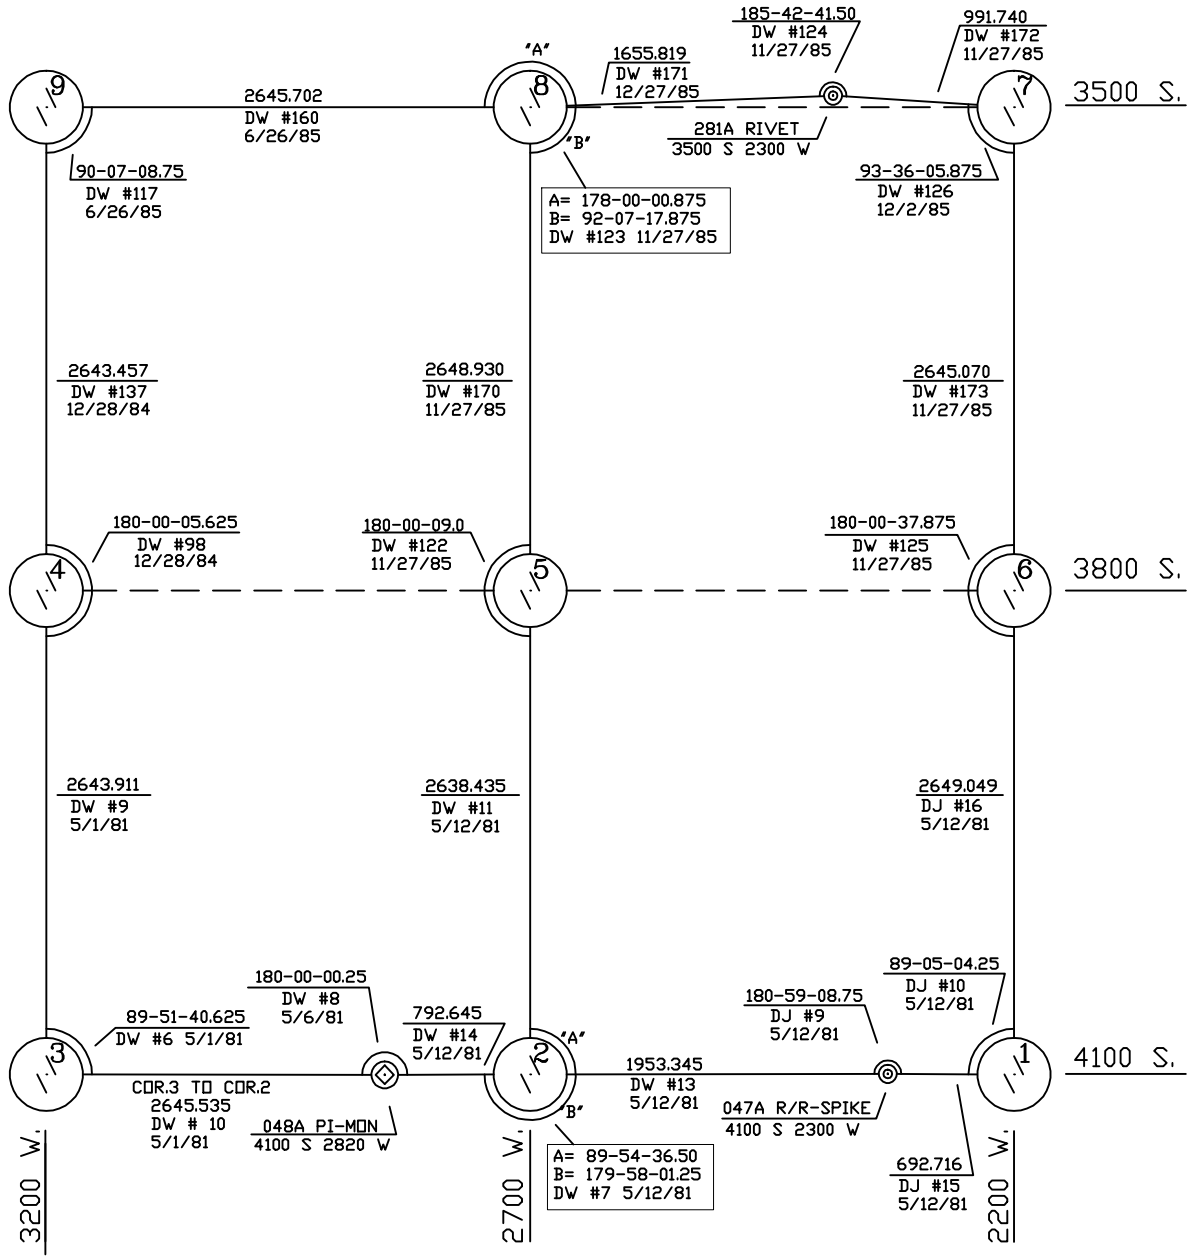 185-42-41.50
DW #124
11/27/85
991.740
DW #172
11/27/85
"A"
1655.819
DW #171
12/27/85
9
8
7
3500 S.
2645.702
DW #160
6/26/85
"B"
281A RIVET
3500 S 2300 W
90-07-08.75
DW #117
6/26/85
93-36-05.875
DW #126
12/2/85
A= 178-00-00.875
B= 92-07-17.875
DW #123 11/27/85
2643.457
DW #137
12/28/84
2648.930
DW #170
11/27/85
2645.070
DW #173
11/27/85
180-00-05.625
DW #98
12/28/84
180-00-09.0
DW #122
11/27/85
180-00-37.875
DW #125
11/27/85
4
5
6
3800 S.
2643.911
DW #9
5/1/81
2638.435
DW #11
5/12/81
2649.049
DJ #16
5/12/81
180-00-00.25
DW #8
5/6/81
89-05-04.25
DJ #10
5/12/81
89-51-40.625
DW #6 5/1/81
792.645
DW #14
5/12/81
180-59-08.75
DJ #9
5/12/81
3
2
1
"A"
4100 S.
COR.3 TO COR.2
2645.535
DW # 10
5/1/81
1953.345
DW #13
5/12/81
"B"
048A PI-MON
4100 S 2820 W
047A R/R-SPIKE
4100 S 2300 W
A= 89-54-36.50
B= 179-58-01.25
DW #7 5/12/81
692.716
DJ #15
5/12/81
3200 W.
2700 W.
2200 W.